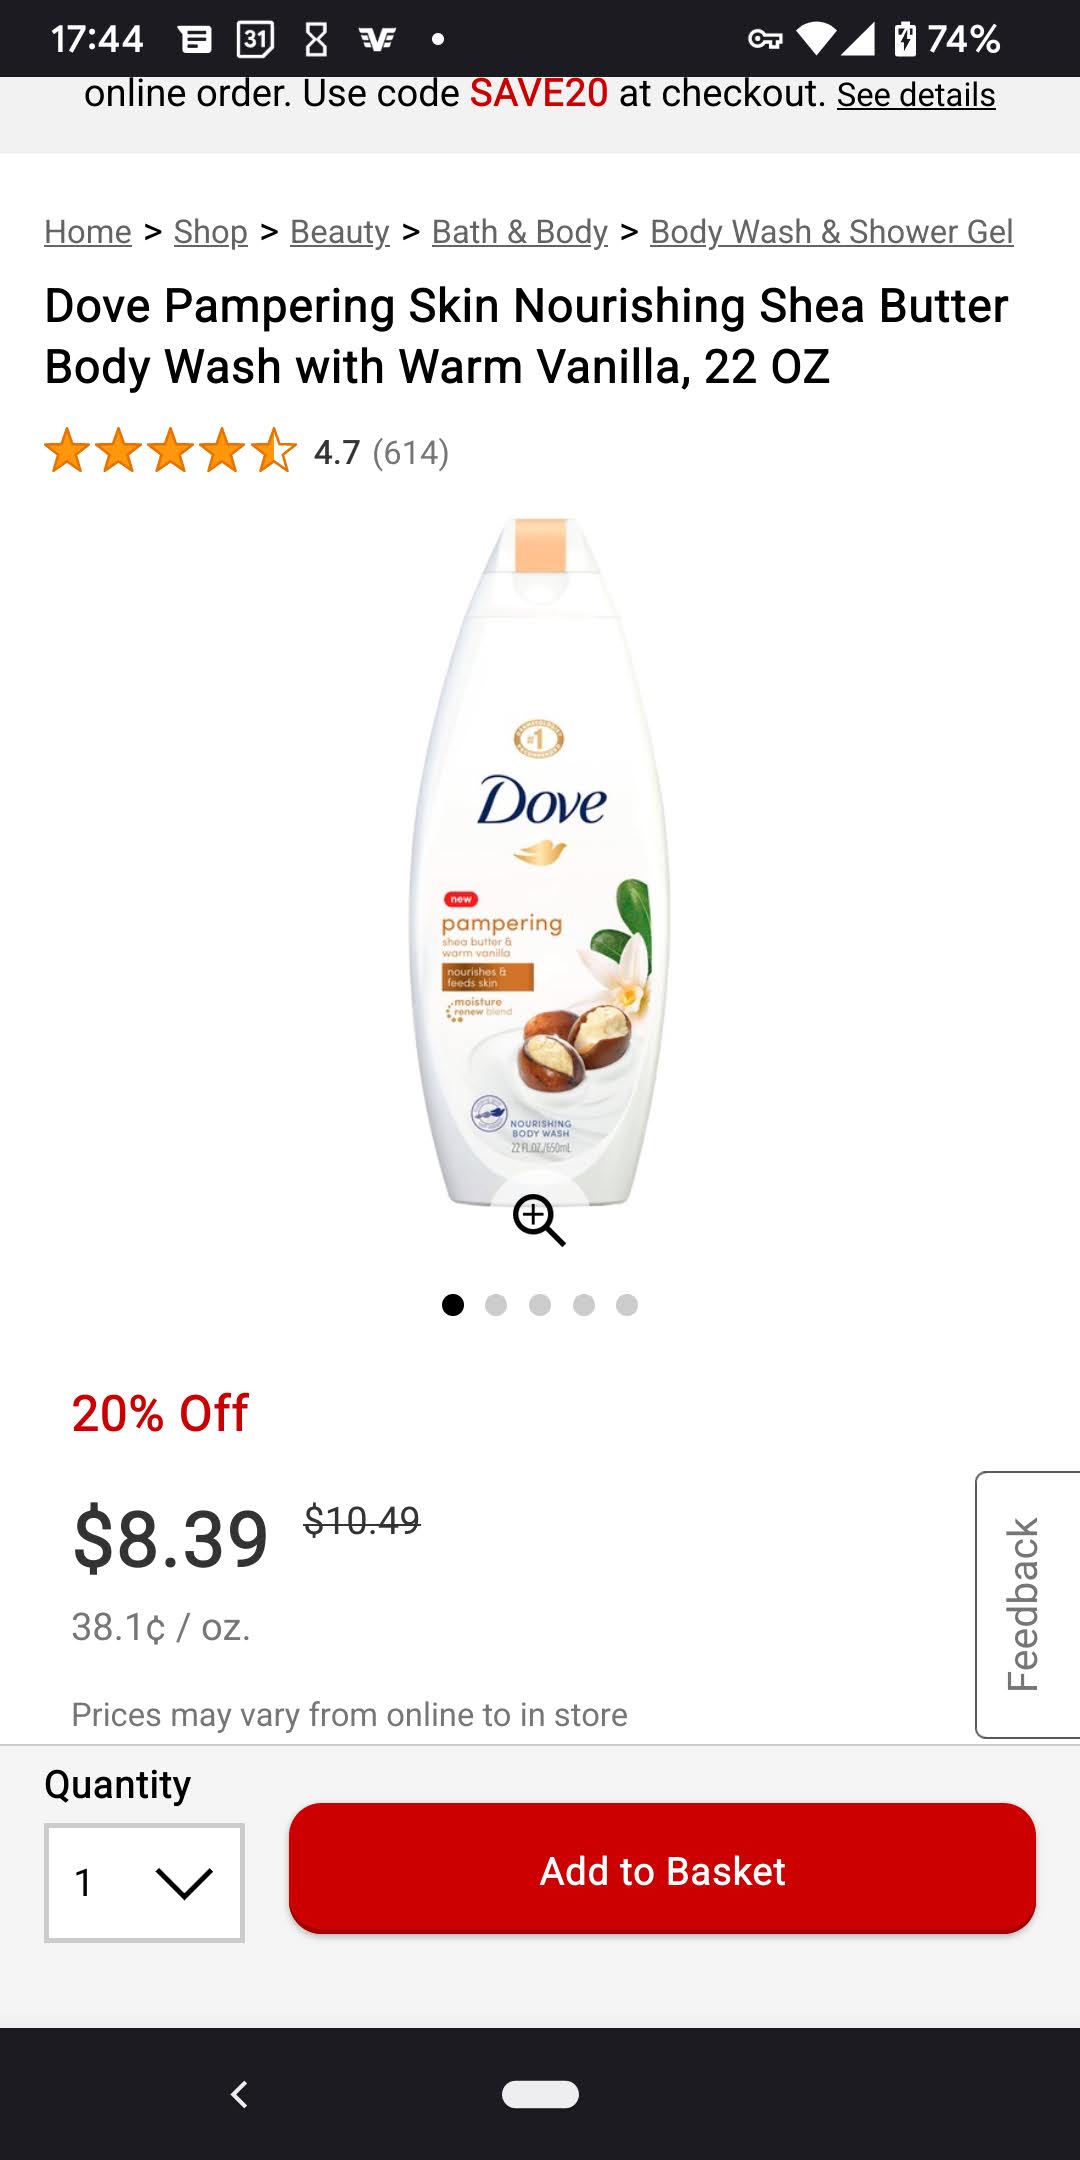 17:44 31 74%
online order. Use code SAVE20 at checkout. See details
Home > Shop > Beauty > Bath & Body > Body Wash & Shower Gel
Dove Pampering Skin Nourishing Shea Butter
Body Wash with Warm Vanilla, 22 OZ
4.7 (614)
#1
Dove
new
pampering
shea butter &
warm vanilla
nourishes &
feeds skin
moisture
renew blend
NOURISHING
BODY WASH
22 FL.OZ./650mL
20% Off
$8.39 $10.49
38.1¢ / oz.
Feedback
Prices may vary from online to in store
Quantity
1
Add to Basket